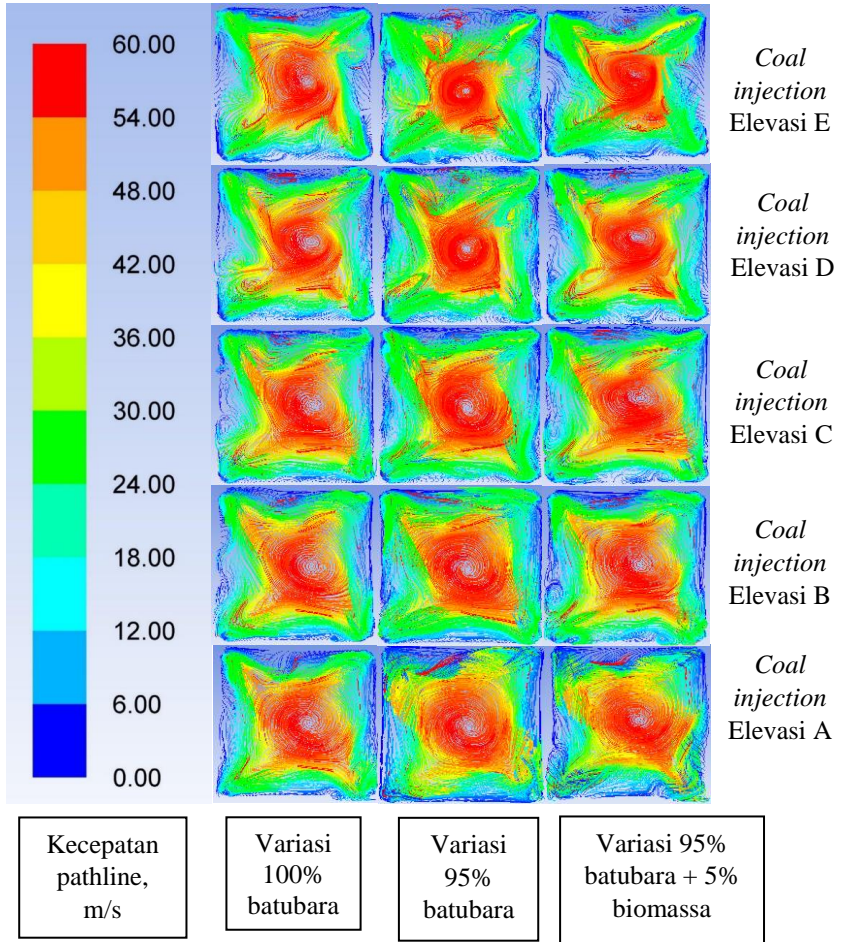 60.00
54.00
48.00
42.00
36.00
30.00
24.00
18.00
12.00
6.00
0.00
Coal
injection
Elevasi E
Coal
injection
Elevasi D
Coal
injection
Elevasi C
Coal
injection
Elevasi B
Coal
injection
Elevasi A
Kecepatan
pathline,
m/s
Variasi
100%
batubara
Variasi
95%
batubara
Variasi 95%
batubara + 5%
biomassa